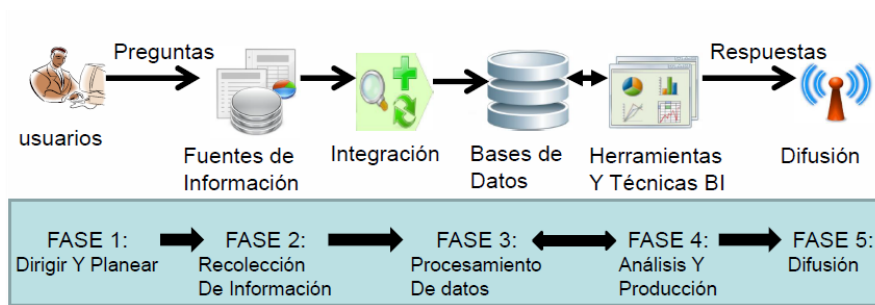 Preguntas
Respuestas
usuarios
Fuentes de
Información
Integración
Bases de
Datos
Herramientas
Y Técnicas BI
Difusión
FASE 1:
Dirigir Y Planear
FASE 2:
Recolección
De Información
FASE 3:
Procesamiento
De datos
FASE 4:
Análisis Y
Producción
FASE 5:
Difusión